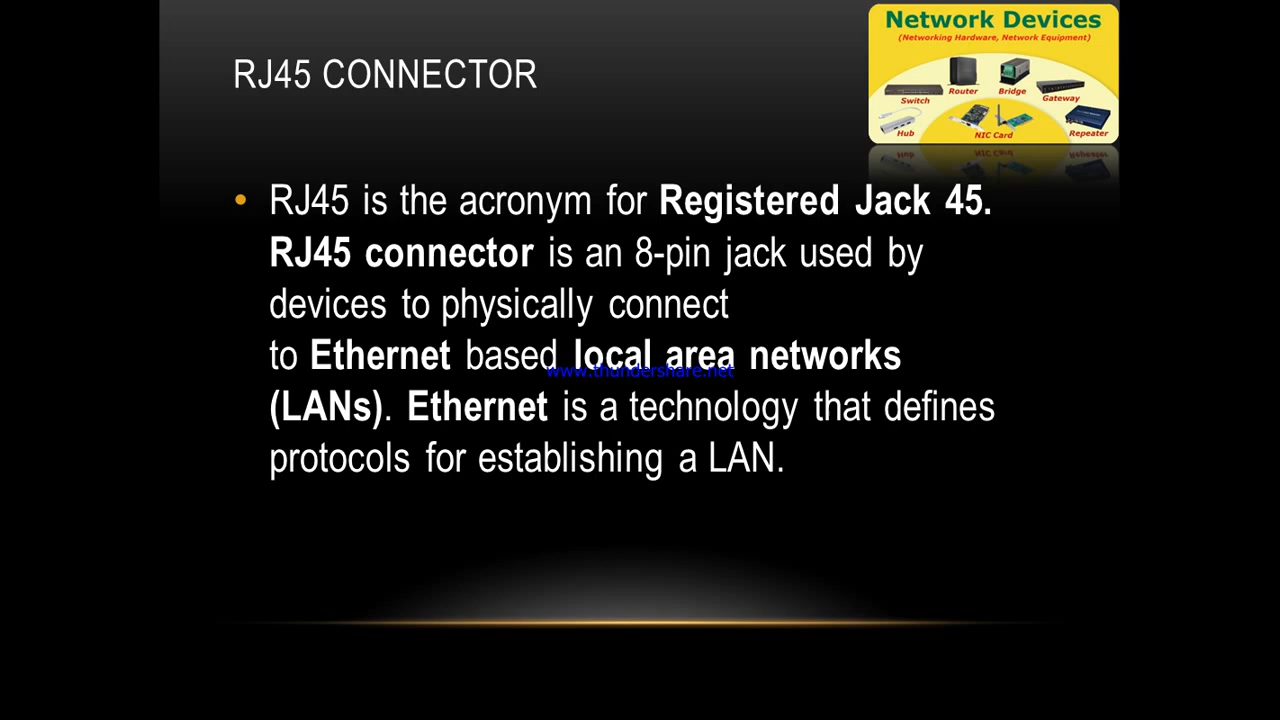 RJ45 CONNECTOR
Network Devices
(Networking Hardware, Network Equipment)
Switch
Router
Bridge
Gateway
Hub
NIC Card
Repeater
• RJ45 is the acronym for Registered Jack 45.
RJ45 connector is an 8-pin jack used by
devices to physically connect
to Ethernet based local area networks
www.thundershare.net
(LANs). Ethernet is a technology that defines
protocols for establishing a LAN.